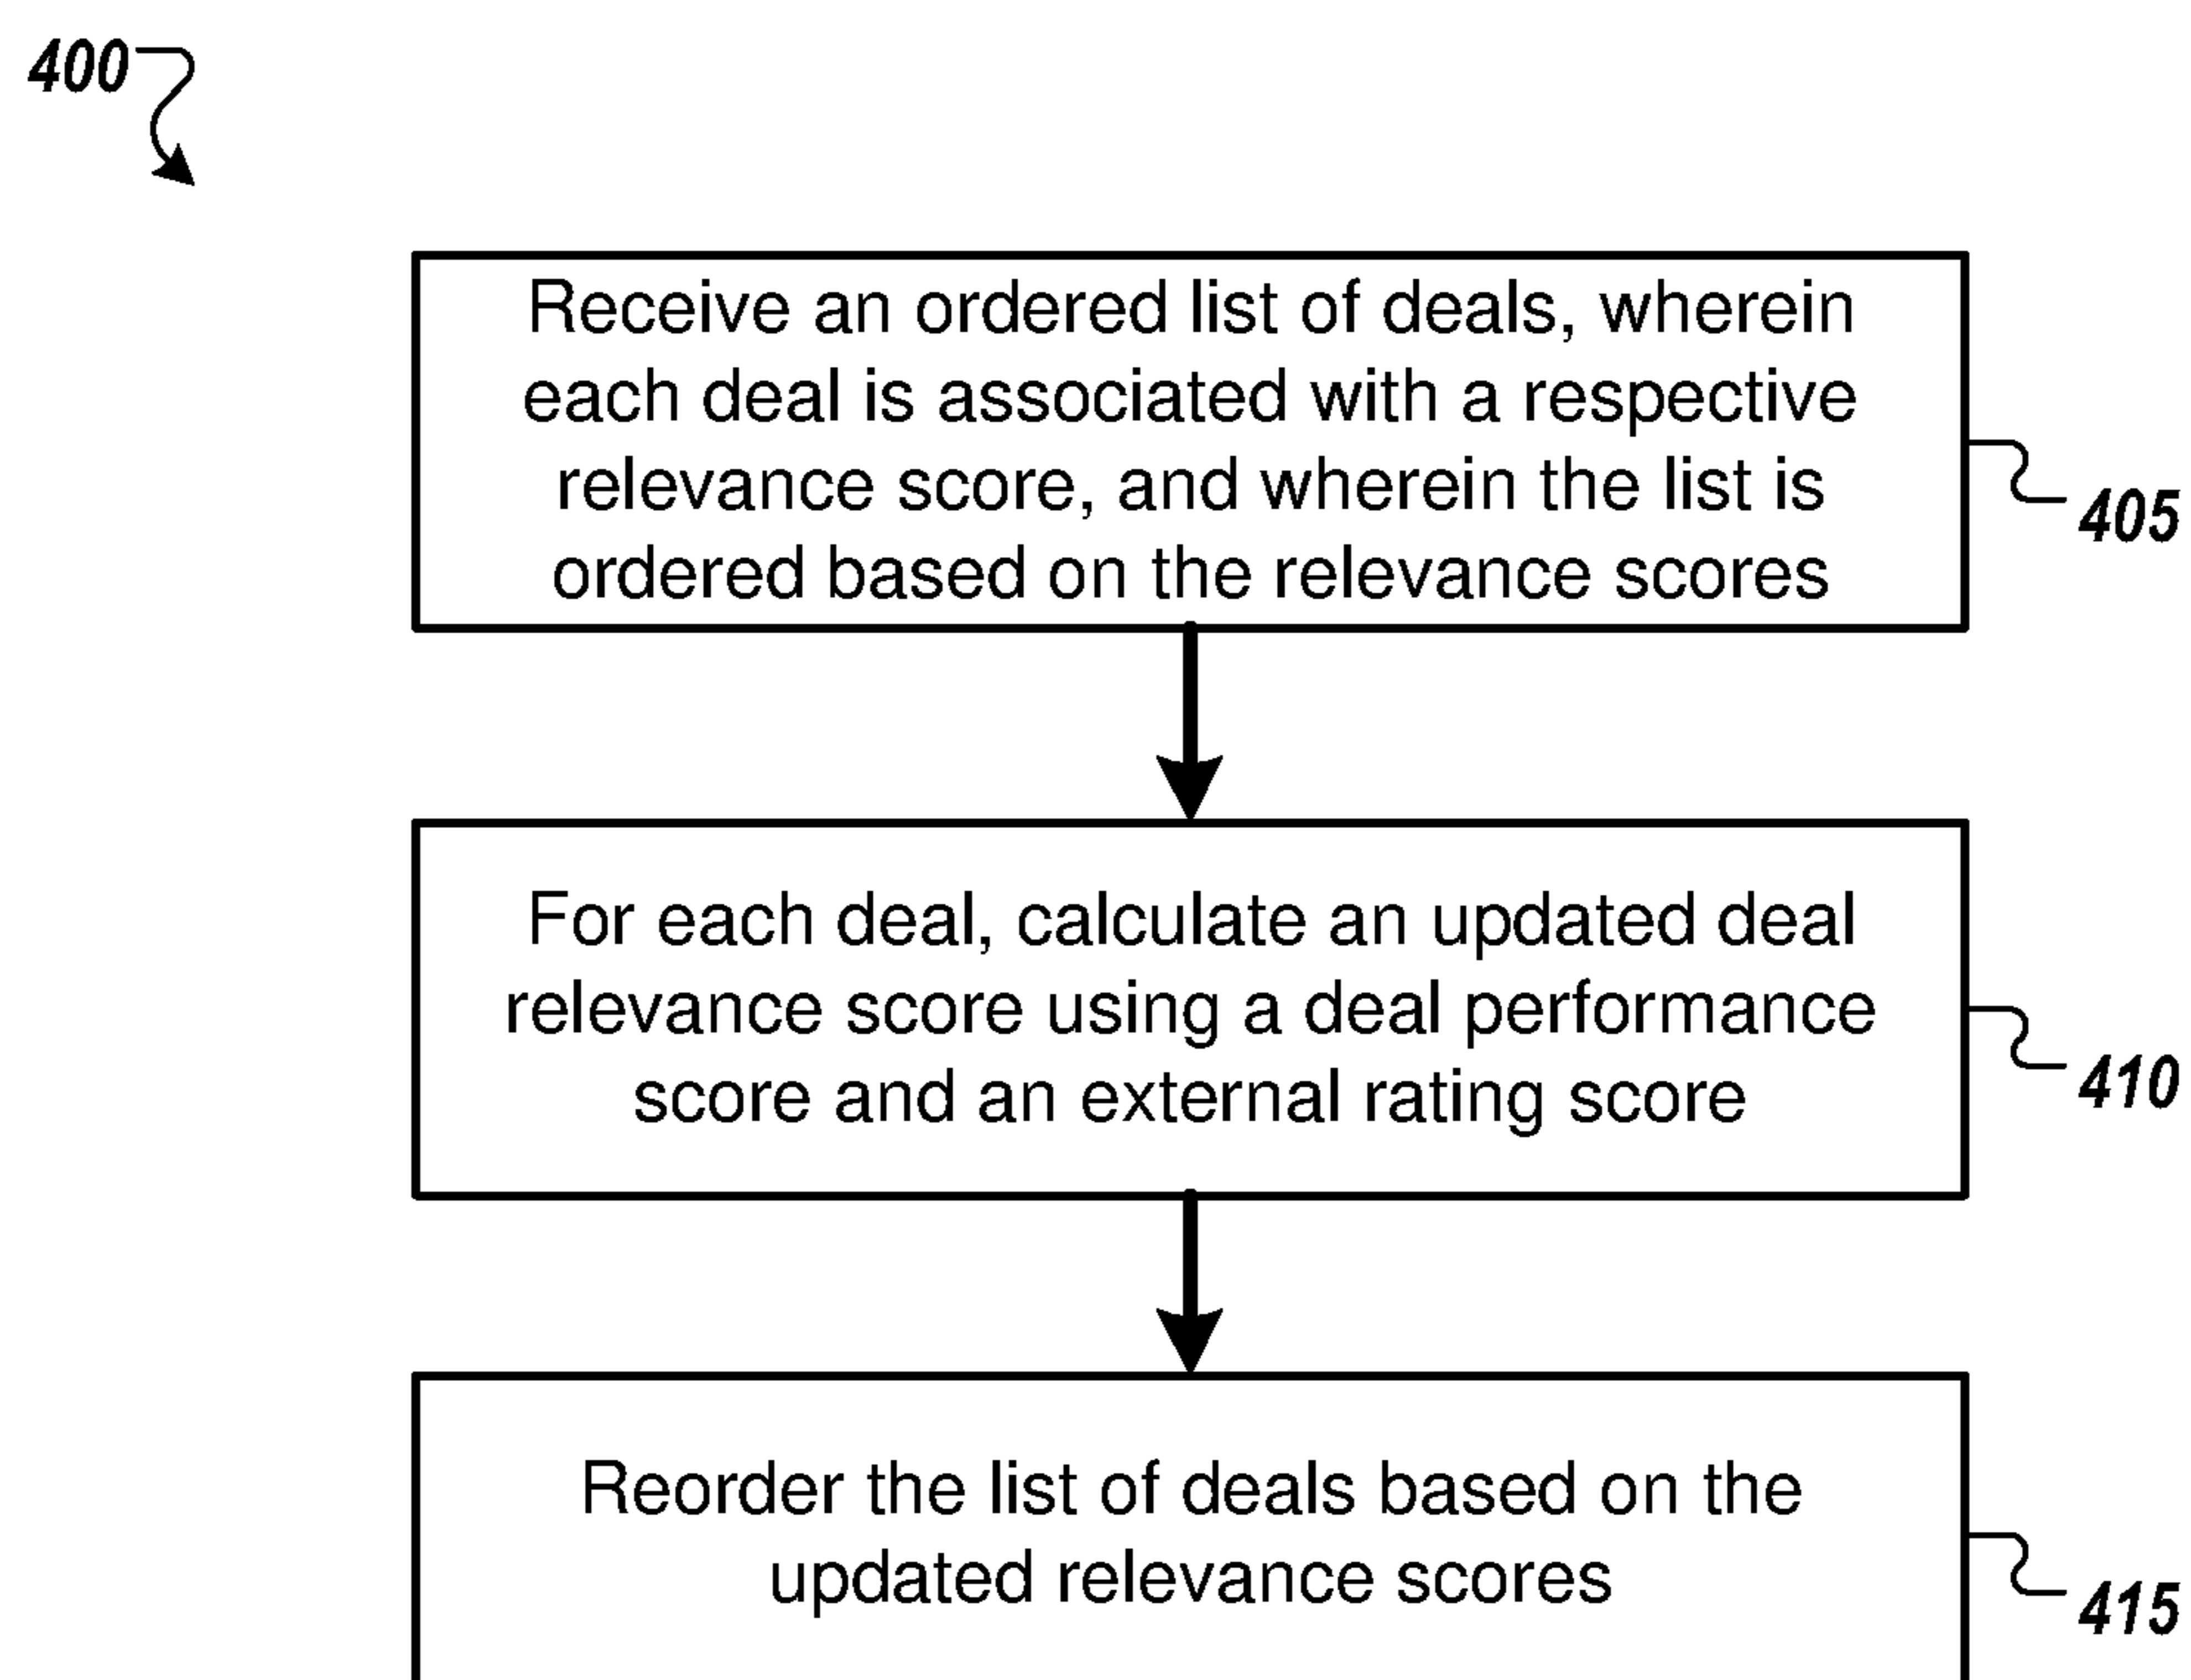 400
Receive an ordered list of deals, wherein
each deal is associated with a respective
relevance score, and wherein the list is
ordered based on the relevance scores
405
For each deal, calculate an updated deal
relevance score using a deal performance
score and an external rating score
410
Reorder the list of deals based on the
updated relevance scores
415